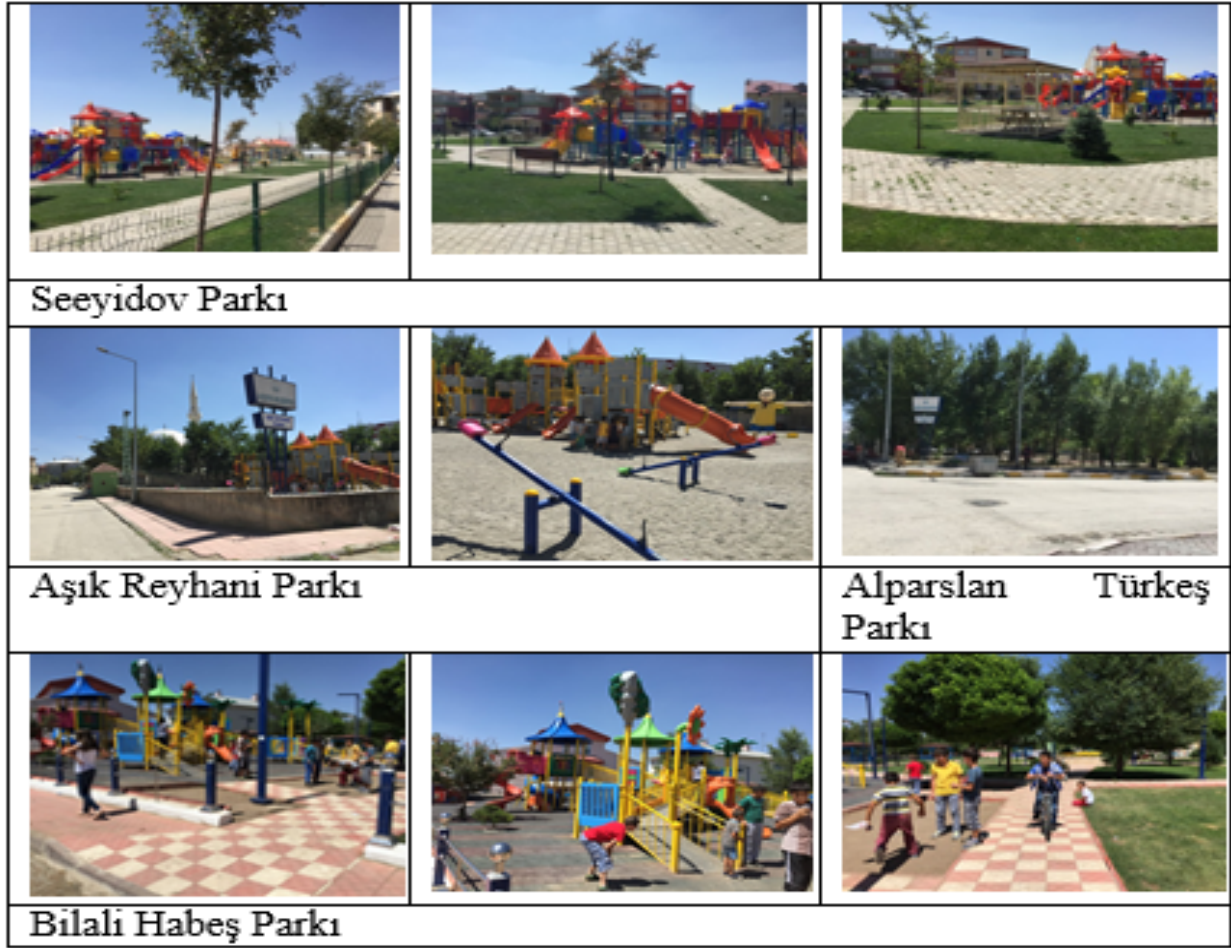 Seeyidov Parkı
Aşık Reyhani Parkı
Alparslan Türkeş
Parkı
Bilali Habeş Parkı